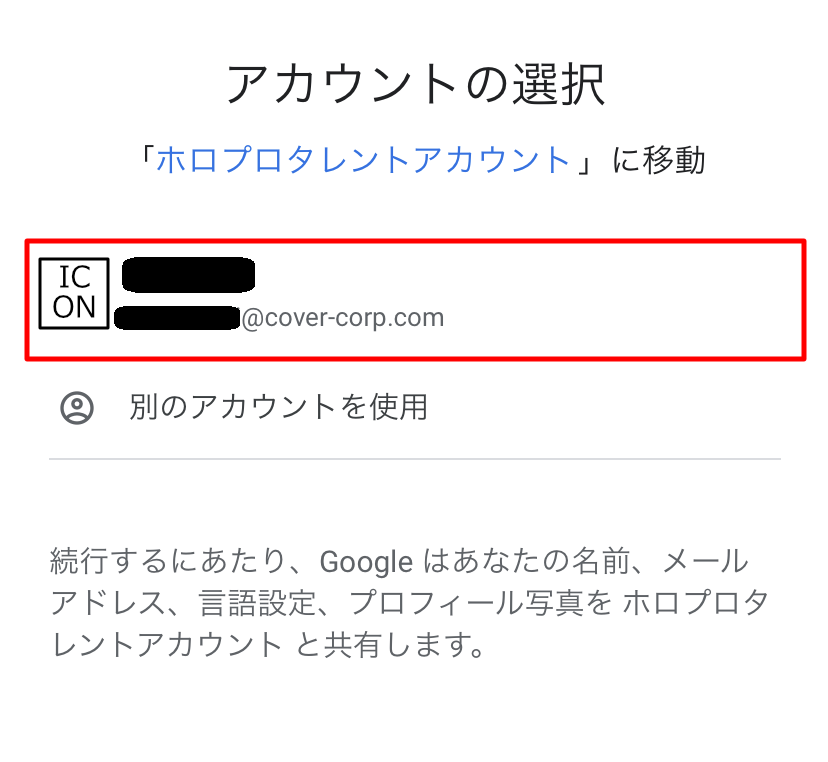 アカウントの選択
「ホロプロタレントアカウント」に移動
IC
ON
@cover-corp.com
別のアカウントを使用
続行するにあたり、Google はあなたの名前、メール
アドレス、言語設定、プロフィール写真を ホロプロタ
レントアカウント と共有します。